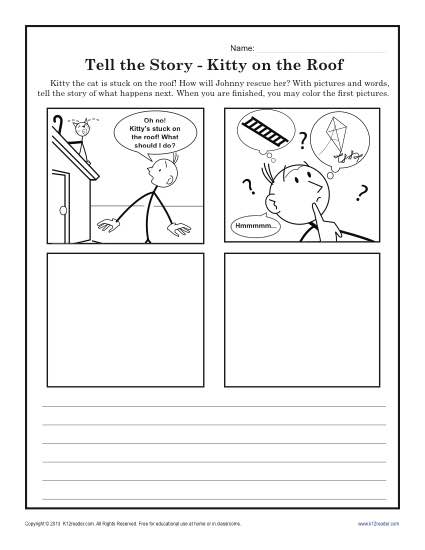 Name:
Tell the Story - Kitty on the Roof
Kitty the cat is stuck on the roof! How will Johnny rescue her? With pictures and words,
tell the story of what happens next. When you are finished, you may color the first pictures.
Oh no!
Kitty's stuck on
the roof! What
should I do?
?
?
?
Hmmmmm...
Copyright © 2013 K12reader.com. All Rights Reserved. Free for educational use at home or in classrooms.
www.k12reader.com